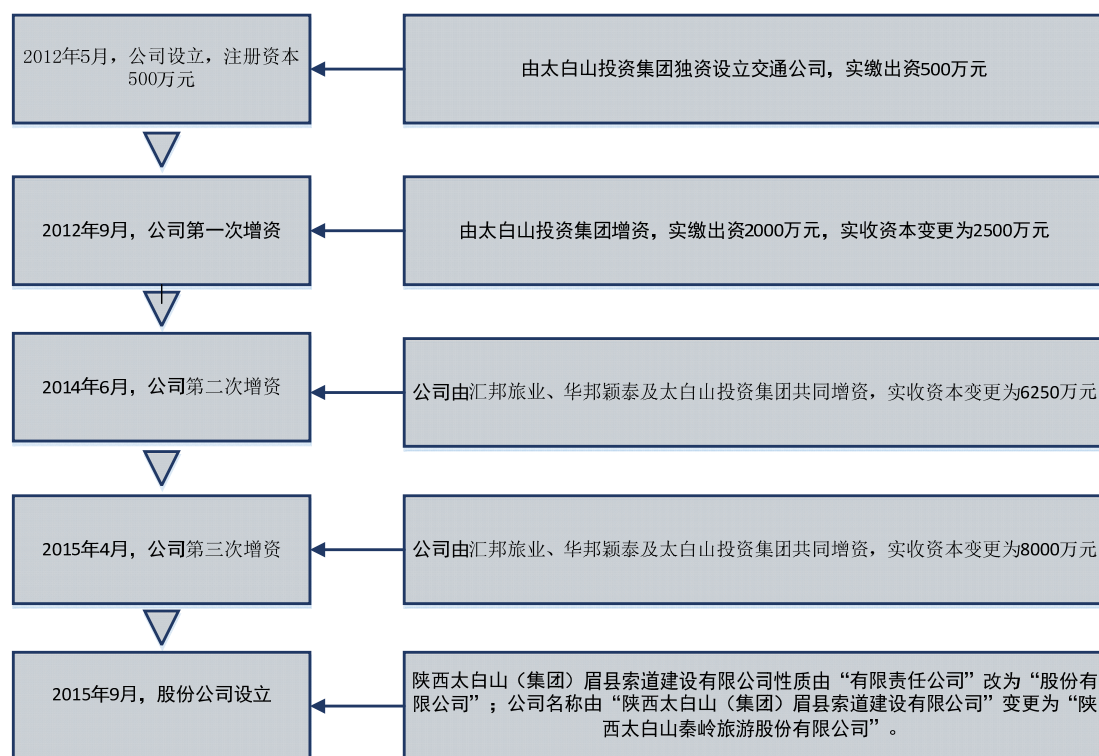 2012年5月，公司设立，注册资本
500万元
由太白山投资集团独资设立交通公司，实缴出资500万元
2012年9月，公司第一次增资
由太白山投资集团增资，实缴出资2000万元，实收资本变更为2500万元
2014年6月，公司第二次增资
公司由汇邦旅业、华邦颖泰及太白山投资集团共同增资，实收资本变更为6250万元
2015年4月，公司第三次增资
公司由汇邦旅业、华邦颖泰及太白山投资集团共同增资，实收资本变更为8000万元
2015年9月，股份公司设立
陕西太白山（集团）眉县索道建设有限公司性质由“有限责任公司”改为“股份有
限公司”；公司名称由“陕西太白山（集团）眉县索道建设有限公司”变更为“陕
西太白山秦岭旅游股份有限公司”。